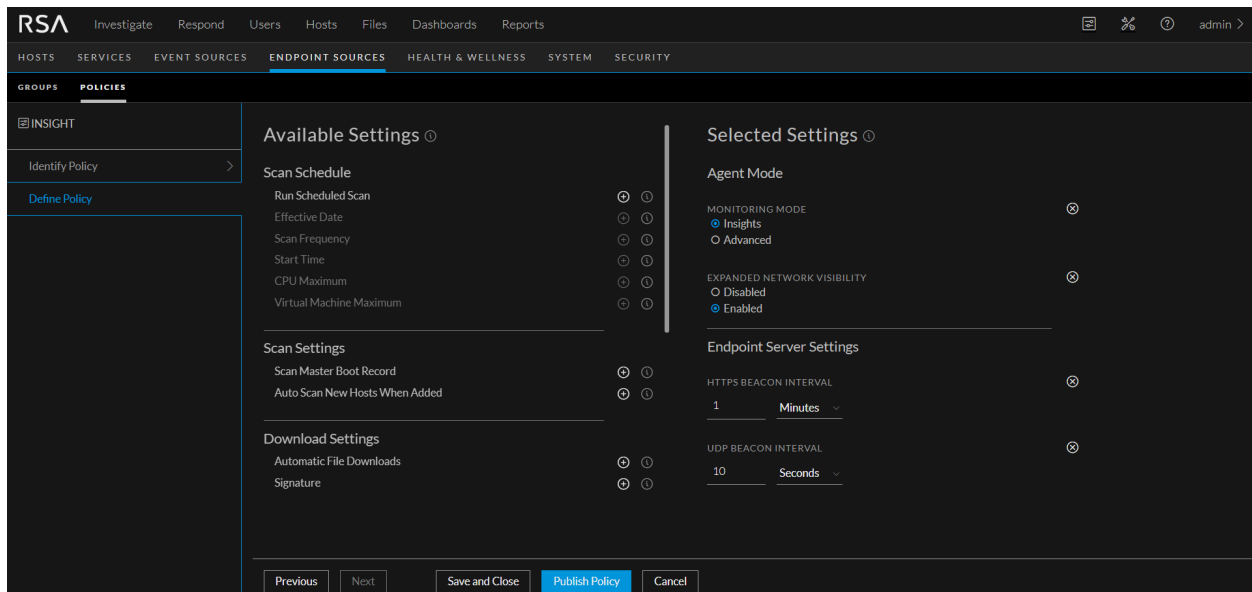 RSA Investigate Respond Users Hosts Files Dashboards Reports admin >
HOSTS SERVICES EVENT SOURCES ENDPOINT SOURCES HEALTH & WELLNESS SYSTEM SECURITY
GROUPS POLICIES
INSIGHT
Identify Policy
Define Policy
Available Settings
Scan Schedule
Run Scheduled Scan
Effective Date
Scan Frequency
Start Time
CPU Maximum
Virtual Machine Maximum
Scan Settings
Scan Master Boot Record
Auto Scan New Hosts When Added
Download Settings
Automatic File Downloads
Signature
Selected Settings
Agent Mode
MONITORING MODE
Insights
Advanced
EXPANDED NETWORK VISIBILITY
Disabled
Enabled
Endpoint Server Settings
HTTPS BEACON INTERVAL
1 Minutes
UDP BEACON INTERVAL
10 Seconds
Previous Next Save and Close Publish Policy Cancel